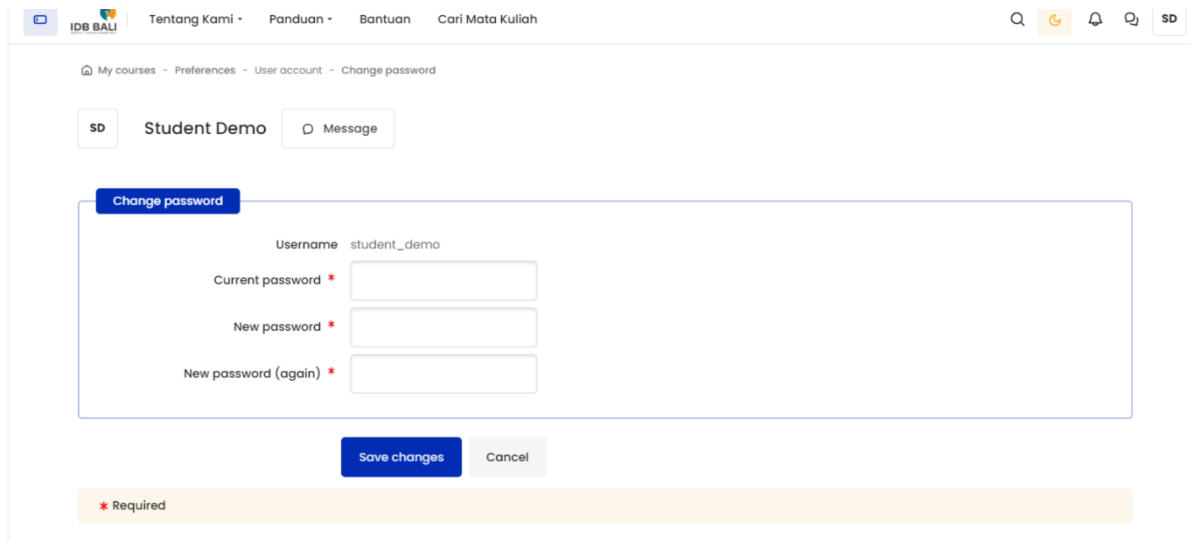 IDB BALI Tentang Kami Panduan Bantuan Cari Mata Kuliah SD
My courses - Preferences - User account - Change password
SD Student Demo Message
Change password
Username student_demo
Current password *
New password *
New password (again) *
Save changes Cancel
* Required